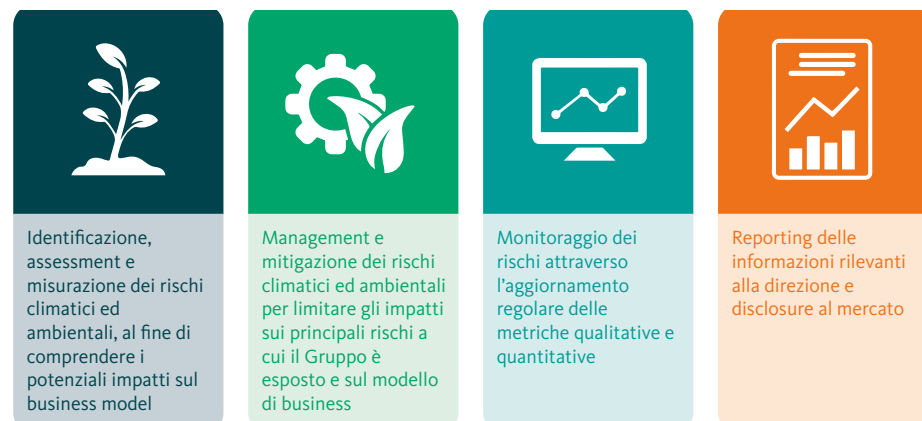 Identificazione,
assessment e
misurazione dei rischi
climatici ed
ambientali, al fine di
comprendere i
potenziali impatti sul
business model
Management e
mitigazione dei rischi
climatici ed ambientali
per limitare gli impatti
sui principali rischi a
cui il Gruppo è
esposto e sul modello
di business
Monitoraggio dei
rischi attraverso
l’aggiornamento
regolare delle
metriche qualitative e
quantitative
Reporting delle
informazioni rilevanti
alla direzione e
disclosure al mercato